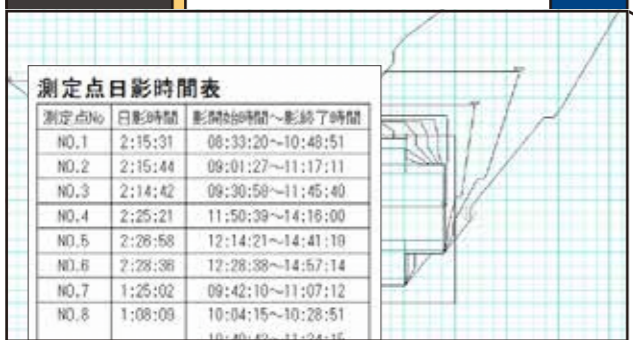 測定点日影時間表
測定点No 日影時間 影開始時間～影終了時間
NO.1 2:15:31 08:33:20～10:48:51
NO.2 2:15:44 09:01:27～11:17:11
NO.3 2:14:42 09:30:58～11:45:40
NO.4 2:25:21 11:50:39～14:16:00
NO.5 2:26:58 12:14:21～14:41:19
NO.6 2:28:36 12:28:38～14:57:14
NO.7 1:25:02 09:42:10～11:07:12
NO.8 1:08:09 10:04:15～10:28:51